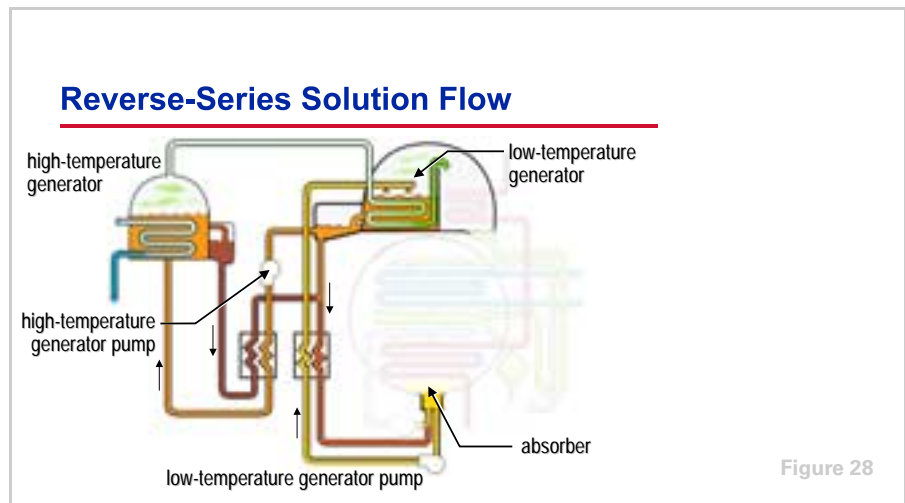 Reverse-Series Solution Flow
high-temperature
generator
low-temperature
generator
high-temperature
generator pump
absorber
low-temperature generator pump
Figure 28